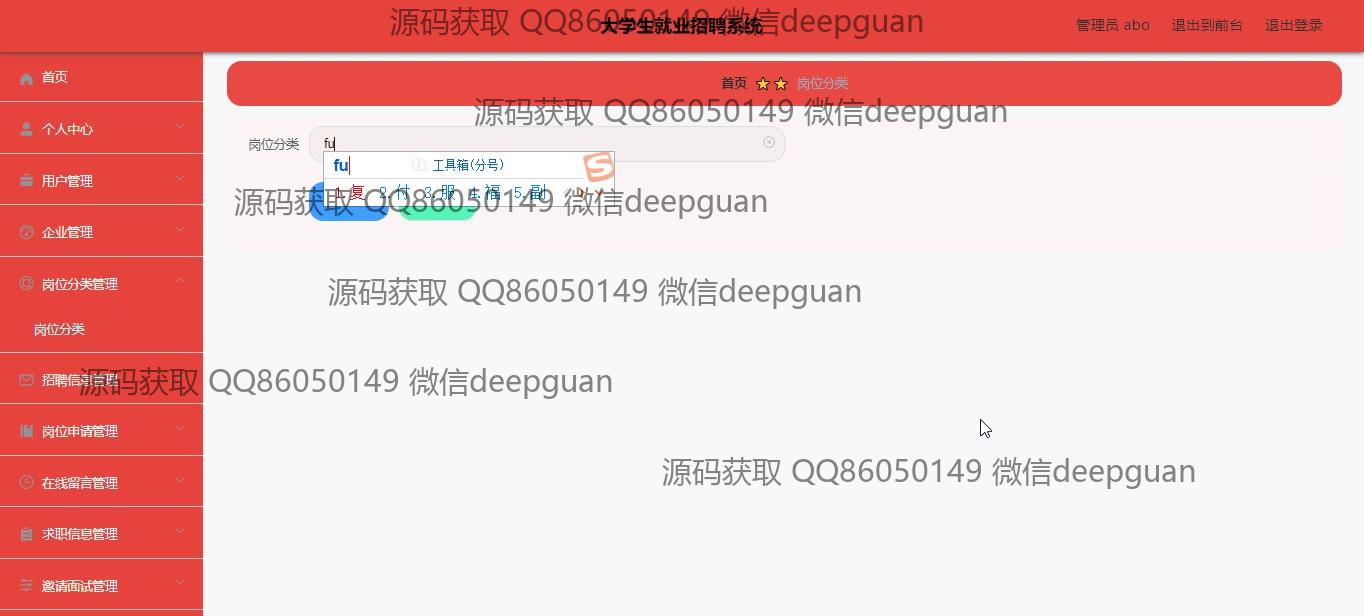 源码获取 QQ86050149 微信deepguan
大学生就业招聘系统
管理员 abo 退出到前台 退出登录
首页
首页 岗位分类
源码获取 QQ86050149 微信deepguan
个人中心
岗位分类 fu
fu 工具箱(分号)
用户管理
1.复 2.付 3.服 4.福 5.副
源码获取 QQ86050149 微信deepguan
企业管理
岗位分类管理
源码获取 QQ86050149 微信deepguan
岗位分类
招聘信息管理
源码获取 QQ86050149 微信deepguan
岗位申请管理
源码获取 QQ86050149 微信deepguan
在线留言管理
求职信息管理
邀请面试管理